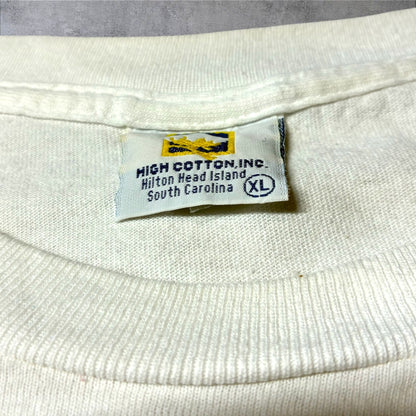 HIGH COTTON, INC.
Hilton Head Island
South Carolina XL